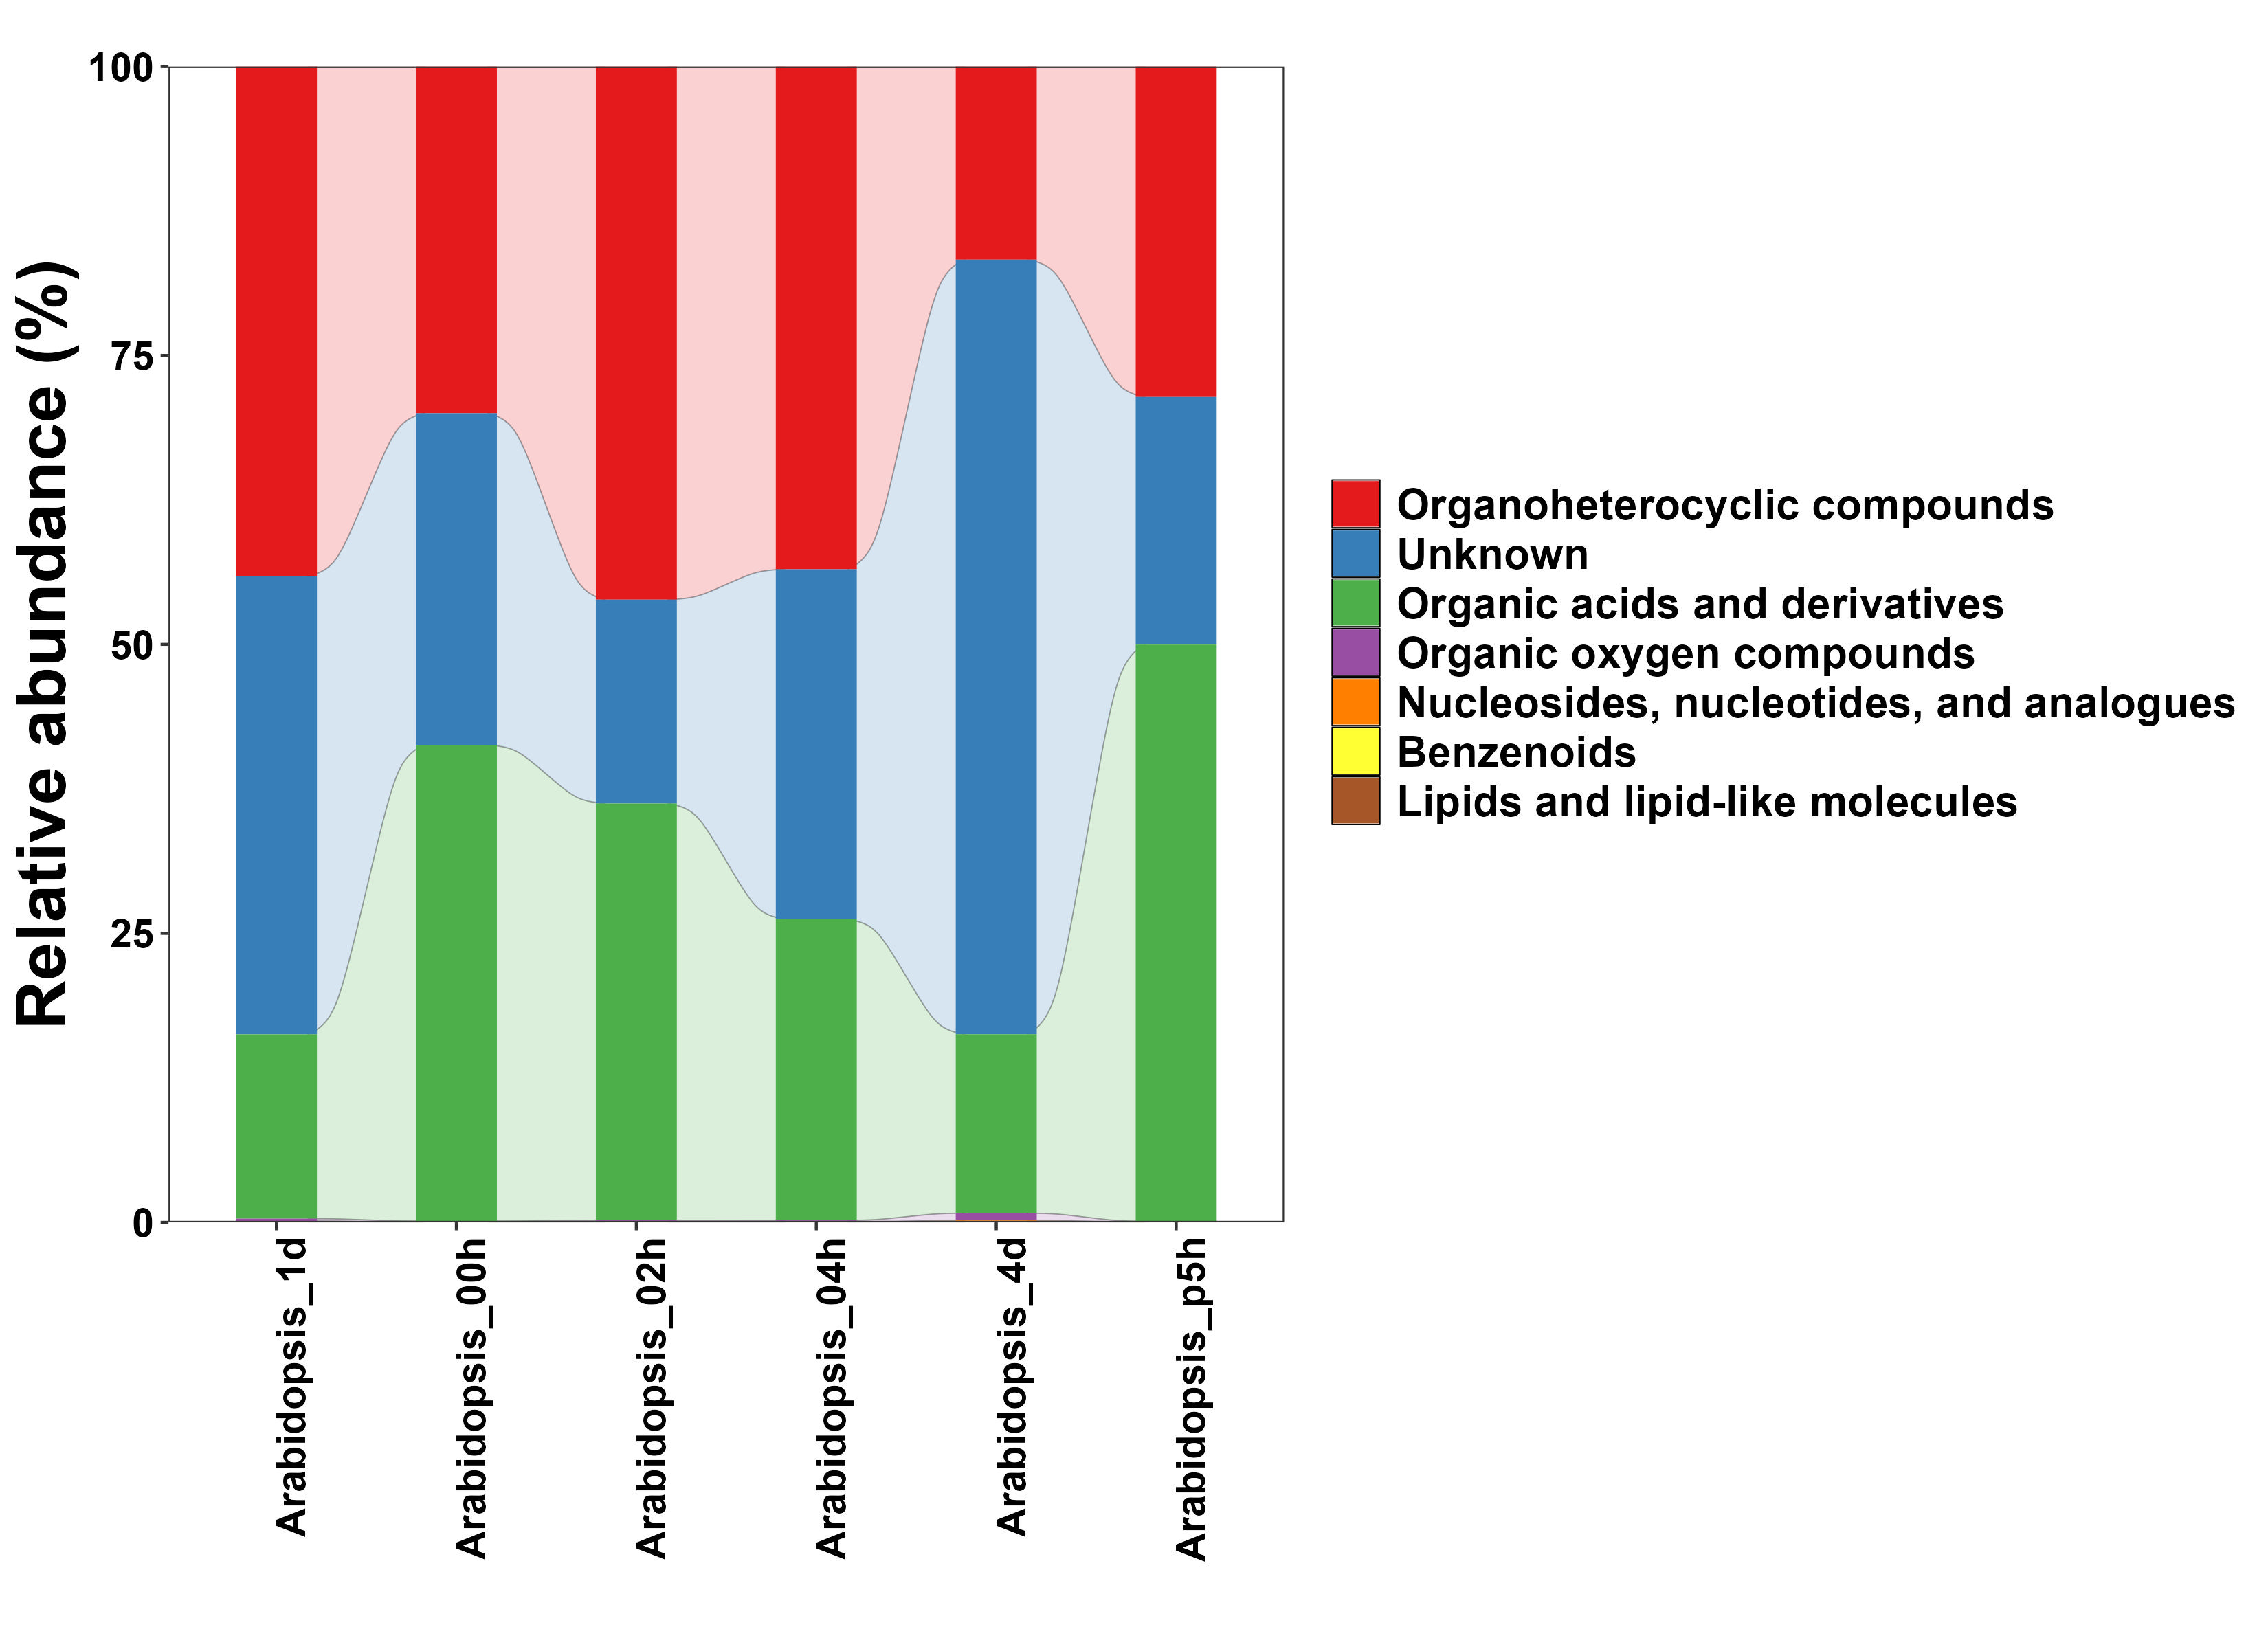 Relative abundance (%)
100
75
50
25
0
Arabidopsis_1d
Arabidopsis_00h
Arabidopsis_02h
Arabidopsis_04h
Arabidopsis_4d
Arabidopsis_p5h
Organoheterocyclic compounds
Unknown
Organic acids and derivatives
Organic oxygen compounds
Nucleosides, nucleotides, and analogues
Benzenoids
Lipids and lipid-like molecules